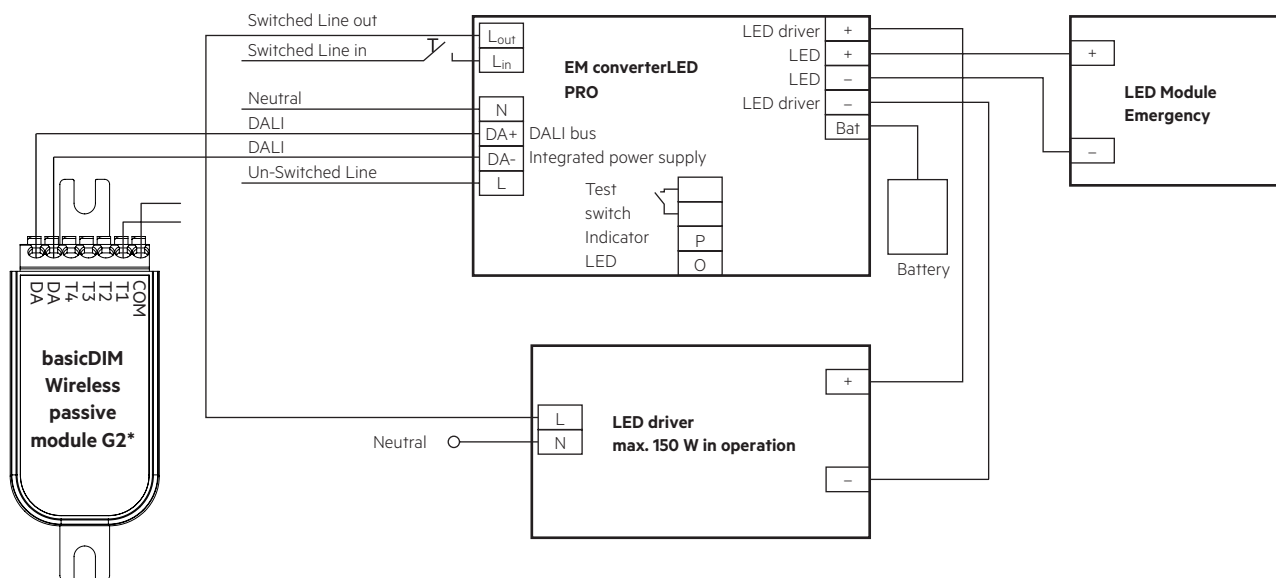 Switched Line out
Switched Line in
Neutral
DALI
DALI
Un-Switched Line
Lout
Lin
N
DA+ DALI bus
DA- Integrated power supply
L
EM converterLED
PRO
Test
switch
Indicator
LED
P
O
LED driver +
LED +
LED –
LED driver –
Bat
Battery
+
–
LED Module
Emergency
DA
DA
T4
T3
T2
T1
COM
basicDIM
Wireless
passive
module G2*
Neutral
L
N
LED driver
max. 150 W in operation
+
–